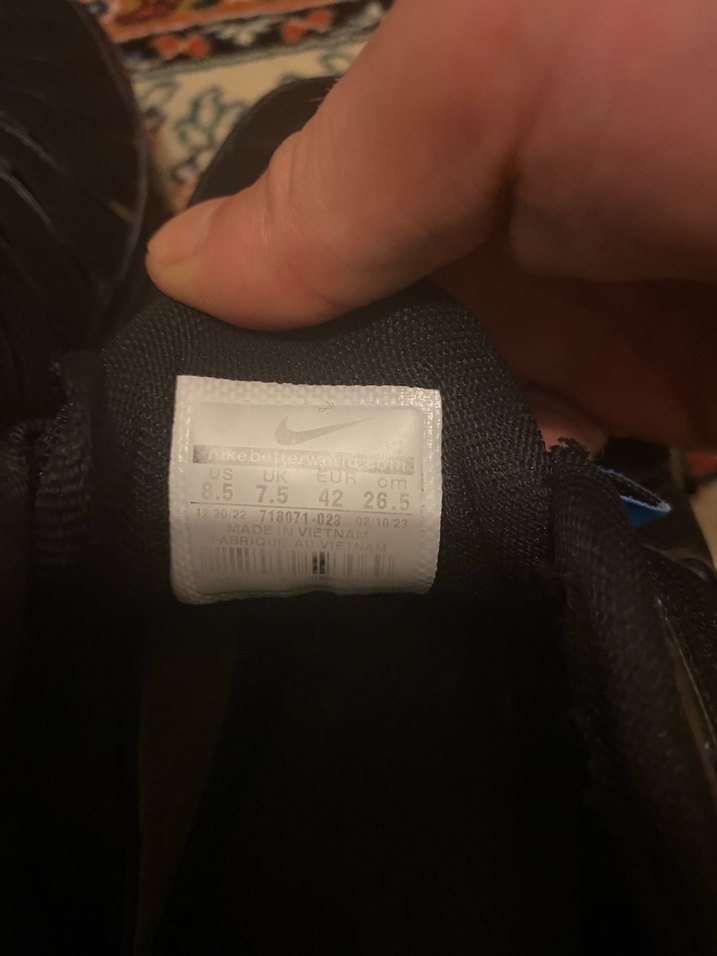 nikebetterworld.com
US UK EUR cm
8.5 7.5 42 26.5
12/30/22 718071-023 02/10/23
MADE IN VIETNAM
FABRIQUE AU VIETNAM